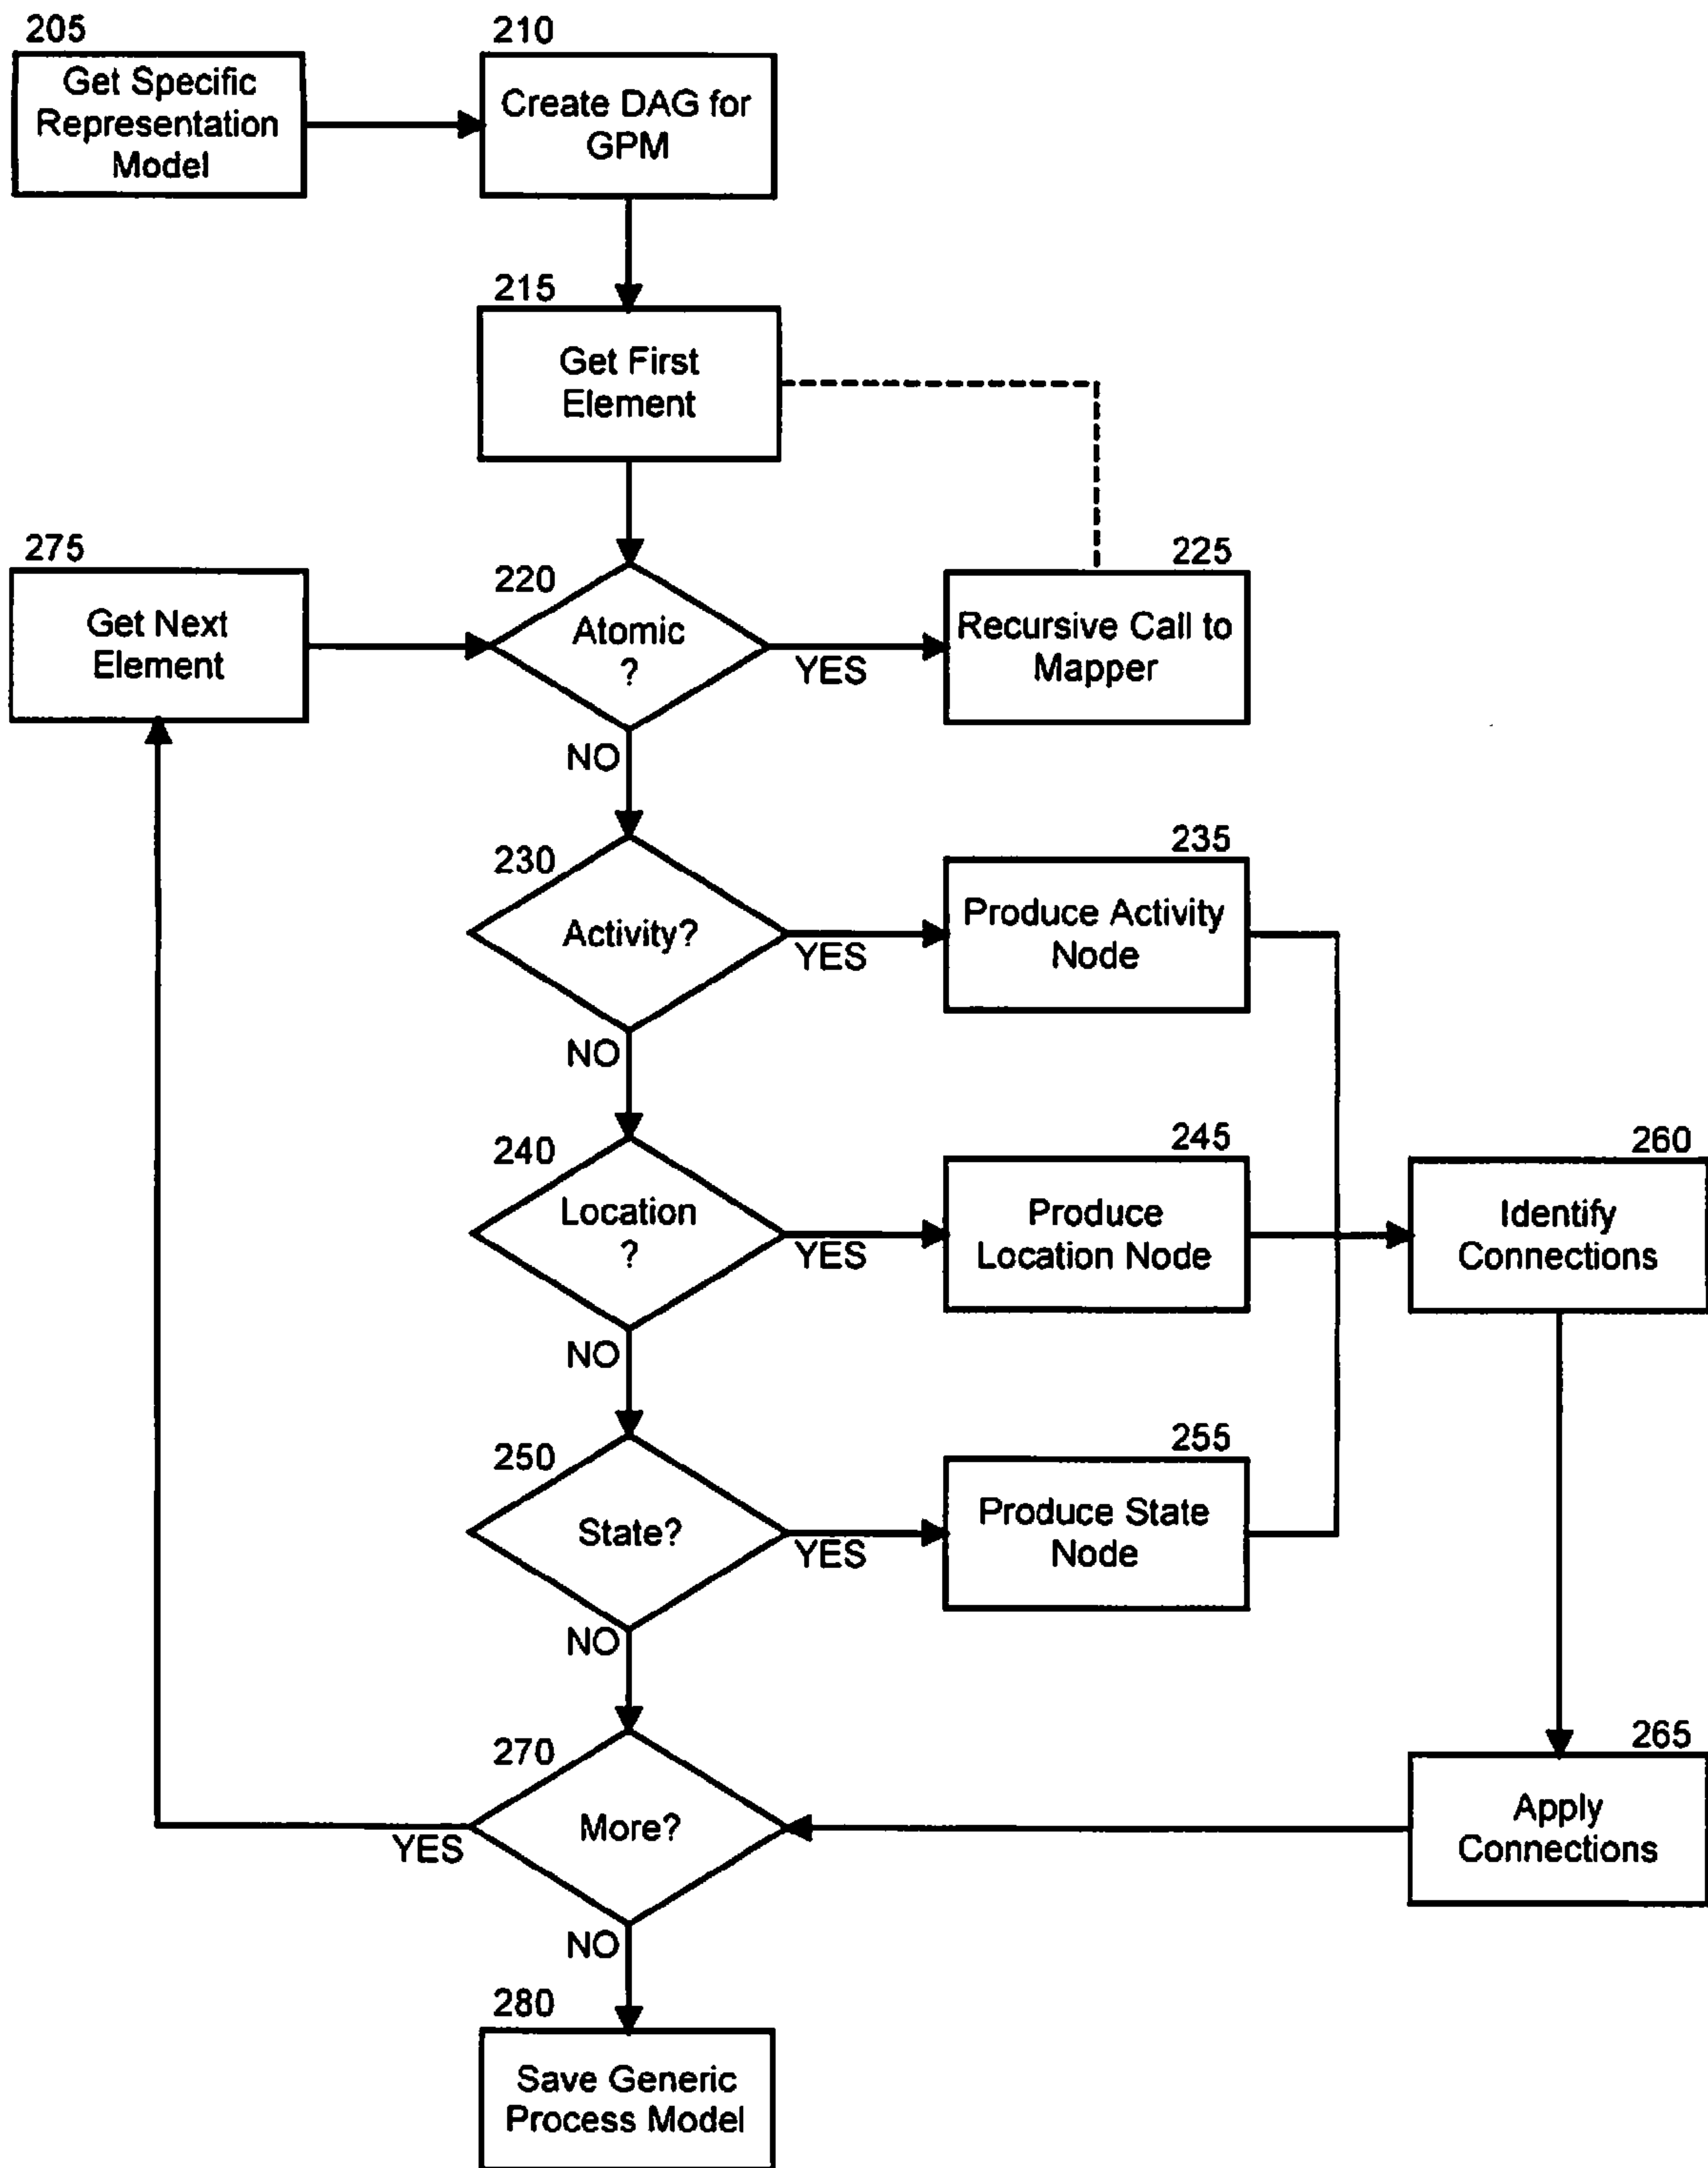 205
Get Specific
Representation
Model
210
Create DAG for
GPM
215
Get First
Element
275
Get Next
Element
220
Atomic
?
YES
NO
225
Recursive Call to
Mapper
230
Activity?
YES
NO
235
Produce Activity
Node
240
Location
?
YES
NO
245
Produce
Location Node
260
Identify
Connections
250
State?
YES
NO
255
Produce State
Node
270
More?
YES
NO
265
Apply
Connections
280
Save Generic
Process Model